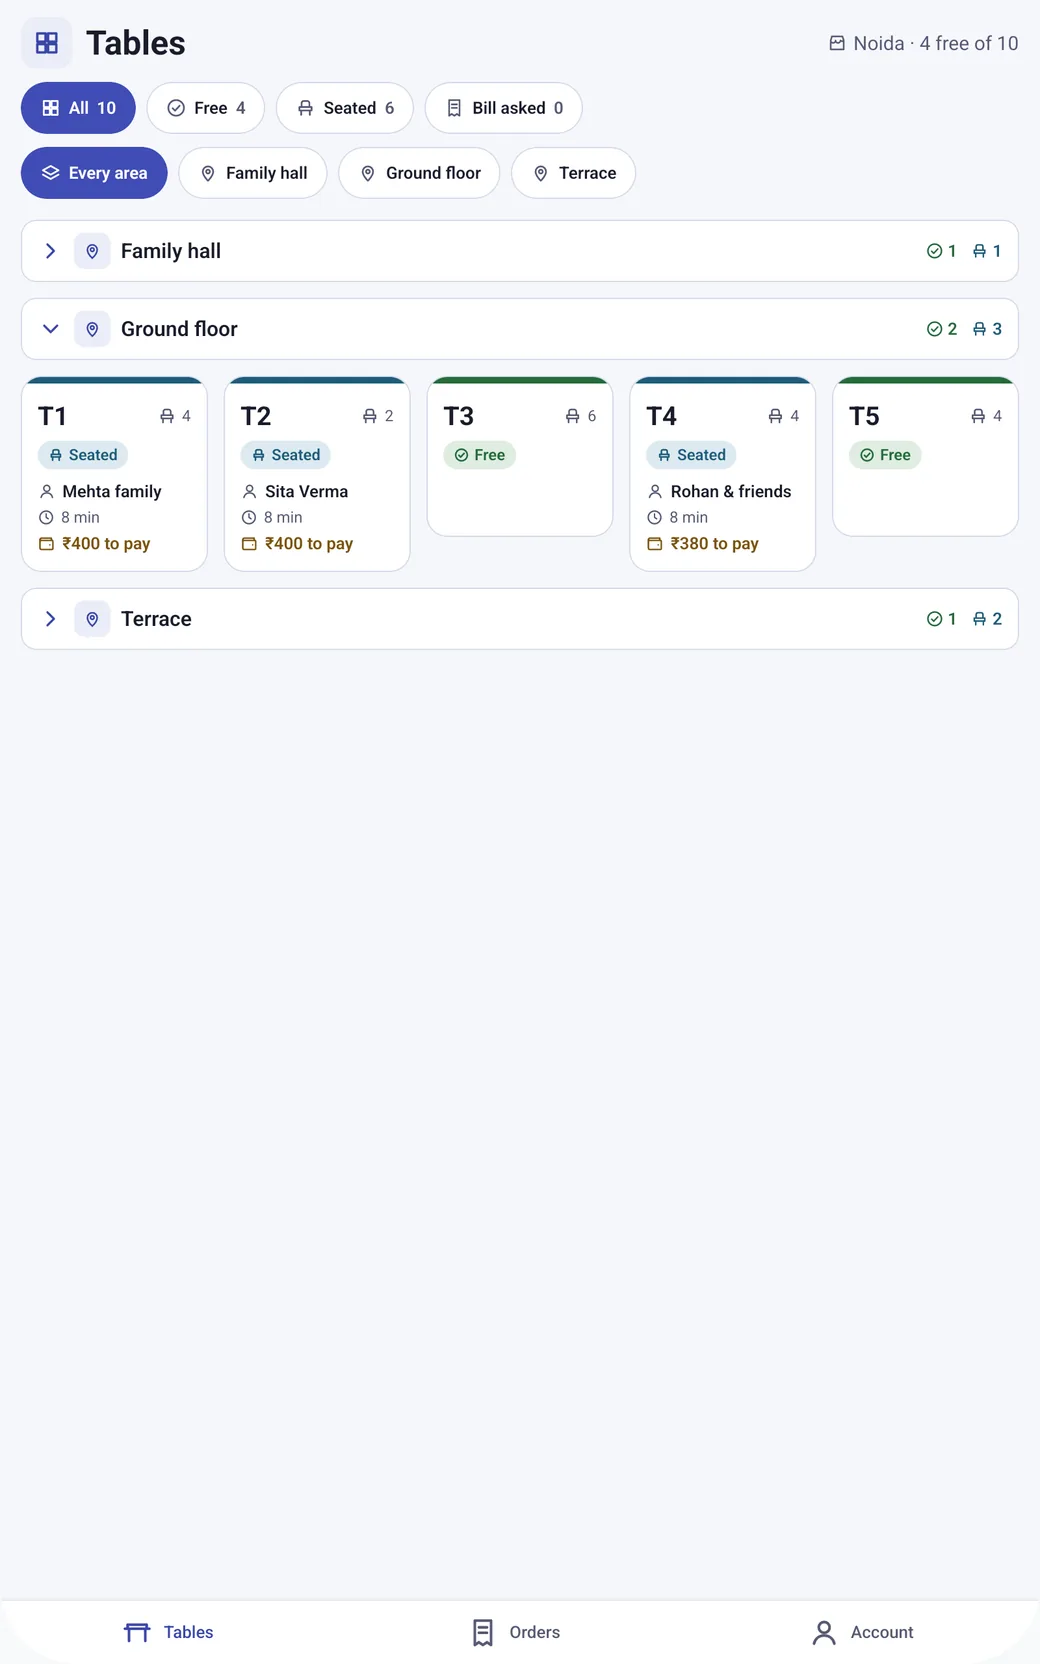 Tables
Noida · 4 free of 10
All 10
Free 4
Seated 6
Bill asked 0
Every area
Family hall
Ground floor
Terrace
Family hall
1
1
Ground floor
2
3
T1
4
Seated
Mehta family
8 min
₹400 to pay
T2
2
Seated
Sita Verma
8 min
₹400 to pay
T3
6
Free
T4
4
Seated
Rohan & friends
8 min
₹380 to pay
T5
4
Free
Terrace
1
2
Tables
Orders
Account